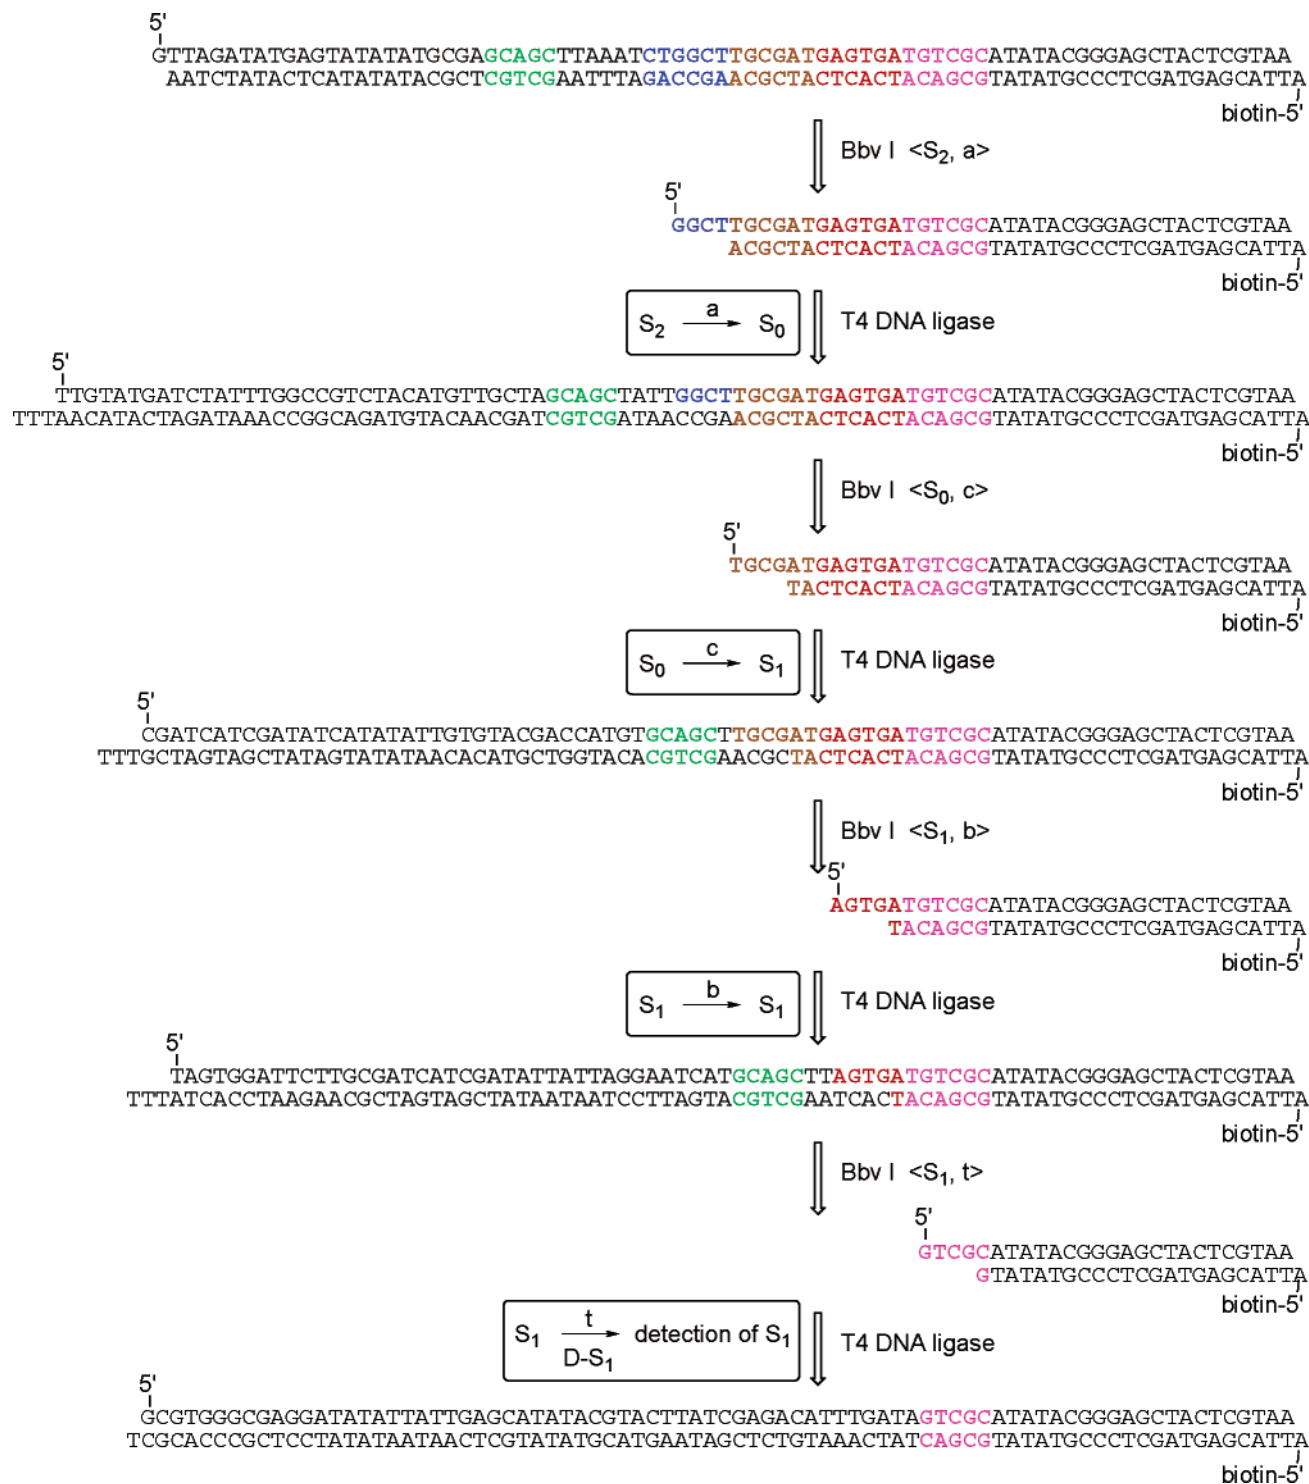 5'
GTTAGATATGAGTATATATGCGAGCAGCTTAAATCTGGCTTGCGATGAGTGATGTCGCATATACGGGAGCTACTCGTAA
AATCTATACTCATATATACGCTCGTCGAATTTAGACCGAACGCTACTCACTACAGCGTATATGCCCTCGATGAGCATTA
biotin-5'
Bbv I <S2, a>
5'
GGCTTGCGATGAGTGATGTCGCATATACGGGAGCTACTCGTAA
ACGCTACTCACTACAGCGTATATGCCCTCGATGAGCATTA
biotin-5'
S2 a S0 T4 DNA ligase
5'
TTGTATGATCTATTTGGCCGTCTACATGTTGCTAGCAGCTATTGGCTTGCGATGAGTGATGTCGCATATACGGGAGCTACTCGTAA
TTTAACATACTAGATAAACCGGCAGATGTACAACGATCGTCGATAACCGAACGCTACTCACTACAGCGTATATGCCCTCGATGAGCATTA
biotin-5'
Bbv I <S0, c>
5'
TGCGATGAGTGATGTCGCATATACGGGAGCTACTCGTAA
TACTCACTACAGCGTATATGCCCTCGATGAGCATTA
biotin-5'
S0 c S1 T4 DNA ligase
5'
CGATCATCGATATCATATATTGTGTACGACCATGTGCAGCTTGCGATGAGTGATGTCGCATATACGGGAGCTACTCGTAA
TTTGCTAGTAGCTATAGTATATAACACATGCTGGTACACGTCGAACGCTACTCACTACAGCGTATATGCCCTCGATGAGCATTA
biotin-5'
Bbv I <S1, b>
5'
AGTGATGTCGCATATACGGGAGCTACTCGTAA
TACAGCGTATATGCCCTCGATGAGCATTA
biotin-5'
S1 b S1 T4 DNA ligase
5'
TAGTGGATTCTTGCGATCATCGATATTATTAGGAATCATGCAGCTTAGTGATGTCGCATATACGGGAGCTACTCGTAA
TTTATCACCTAAGAACGCTAGTAGCTATAATAATCCTTAGTACGTCGAATCACTACAGCGTATATGCCCTCGATGAGCATTA
biotin-5'
Bbv I <S1, t>
5'
GTCGCATATACGGGAGCTACTCGTAA
GTATATGCCCTCGATGAGCATTA
biotin-5'
S1 t D-S1 detection of S1 T4 DNA ligase
5'
GCGTGGGCGAGGATATATTATTGAGCATATACGTACTTATCGAGACATTTGATAGTCGCATATACGGGAGCTACTCGTAA
TCGCACCCGCTCCTATATAATAACTCGTATATGCATGAATAGCTCTGTAAACTATCAGCGTATATGCCCTCGATGAGCATTA
biotin-5'